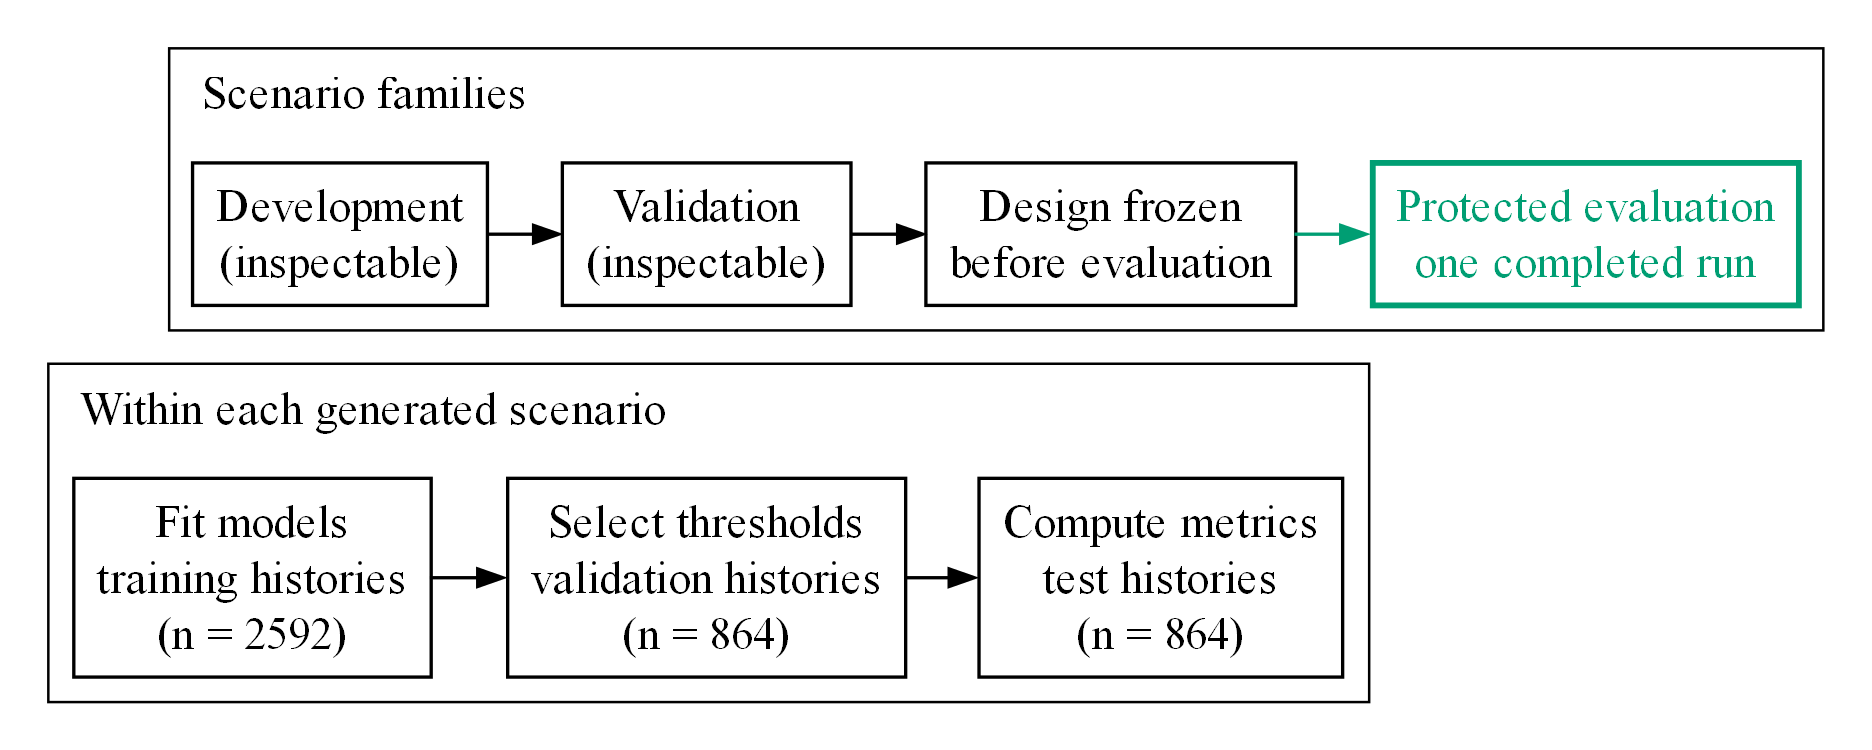 Scenario families
Development
(inspectable)
Validation
(inspectable)
Design frozen
before evaluation
Protected evaluation
one completed run
Within each generated scenario
Fit models
training histories
(n = 2592)
Select thresholds
validation histories
(n = 864)
Compute metrics
test histories
(n = 864)